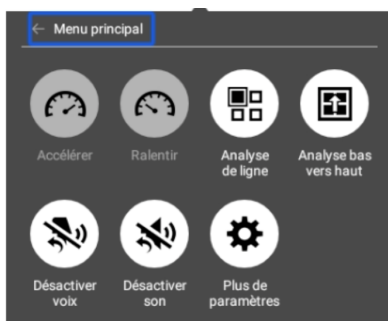 Menu principal
Accélérer
Ralentir
Analyse
de ligne
Analyse bas
vers haut
Désactiver
voix
Désactiver
son
Plus de
paramètres